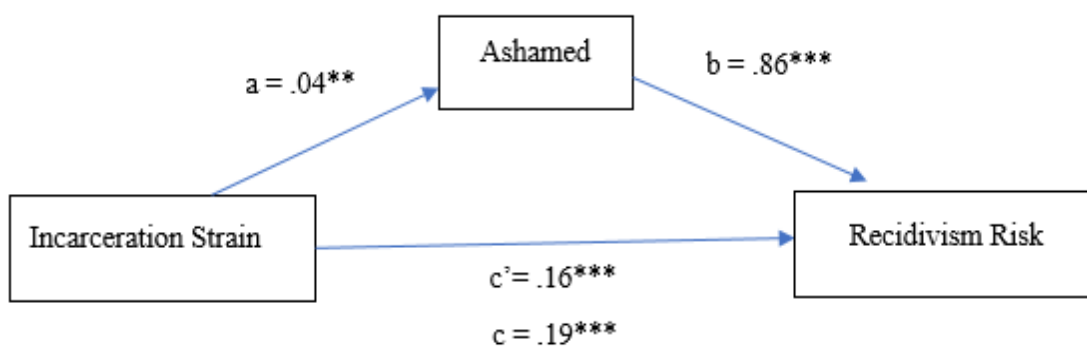 Ashamed
a = .04**
b = .86***
Incarceration Strain
Recidivism Risk
c’= .16***
c = .19***